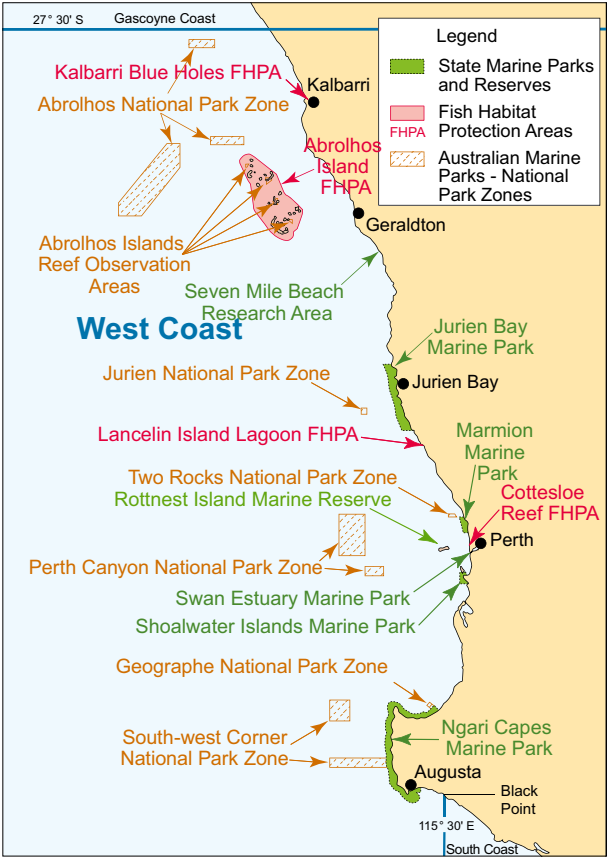 27° 30' S
Gascoyne Coast
Legend
State Marine Parks
and Reserves
Fish Habitat
FHPA Protection Areas
Australian Marine
Parks - National
Park Zones
Kalbarri Blue Holes FHPA
Kalbarri
Abrolhos National Park Zone
Abrolhos
Island
FHPA
Geraldton
Abrolhos Islands
Reef Observation
Areas
Seven Mile Beach
Research Area
West Coast
Jurien Bay
Marine Park
Jurien National Park Zone
Jurien Bay
Lancelin Island Lagoon FHPA
Marmion
Marine
Park
Two Rocks National Park Zone
Rottnest Island Marine Reserve
Cottesloe
Reef FHPA
Perth
Perth Canyon National Park Zone
Swan Estuary Marine Park
Shoalwater Islands Marine Park
Geographe National Park Zone
South-west Corner
National Park Zone
Ngari Capes
Marine Park
Augusta
Black
Point
115° 30' E
South Coast